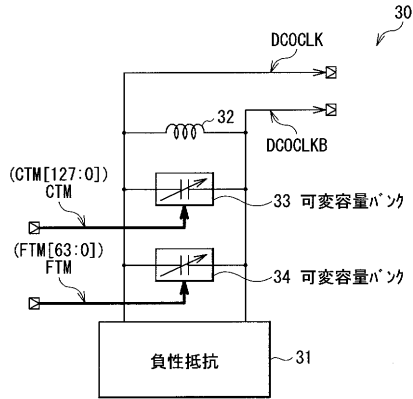 30
DCOCLK
32
DCOCLKB
(CTM[127:0])
CTM
33 可変容量バンク
(FTM[63:0])
FTM
34 可変容量バンク
負性抵抗
31